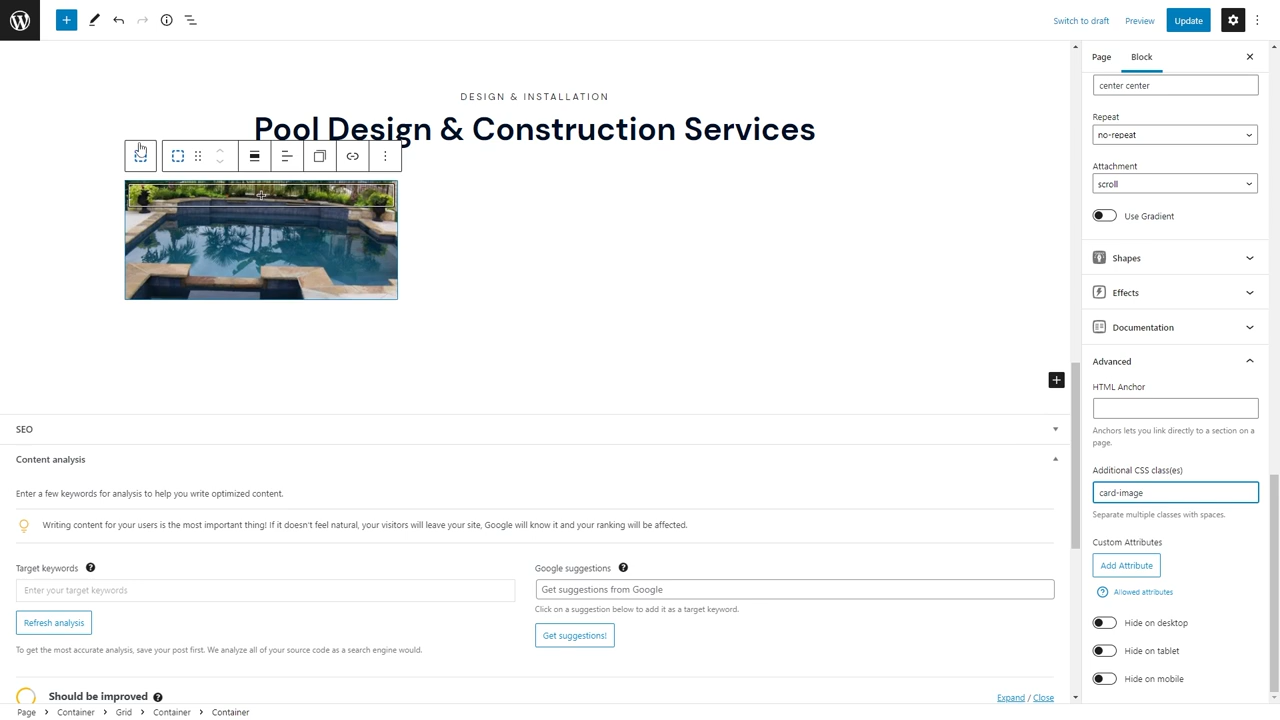 Switch to draft
Preview
Update
Page
Block
center center
DESIGN & INSTALLATION
Repeat
Pool Design & Construction Services
no-repeat
Attachment
scroll
Use Gradient
Shapes
Effects
Documentation
Advanced
HTML Anchor
Anchors lets you link directly to a section on a
page.
Additional CSS class(es)
card-image
Separate multiple classes with spaces.
Custom Attributes
Add Attribute
Allowed attributes
Hide on desktop
Hide on tablet
Hide on mobile
SEO
Content analysis
Enter a few keywords for analysis to help you write optimized content.
Writing content for your users is the most important thing! If it doesn't feel natural, your visitors will leave your site, Google will know it and your ranking will be affected.
Target keywords
Google suggestions
Enter your target keywords
Get suggestions from Google
Click on a suggestion below to add it as a target keyword.
Refresh analysis
Get suggestions!
To get the most accurate analysis, save your post first. We analyze all of your source code as a search engine would.
Should be improved
Expand / Close
Page Container Grid Container Container